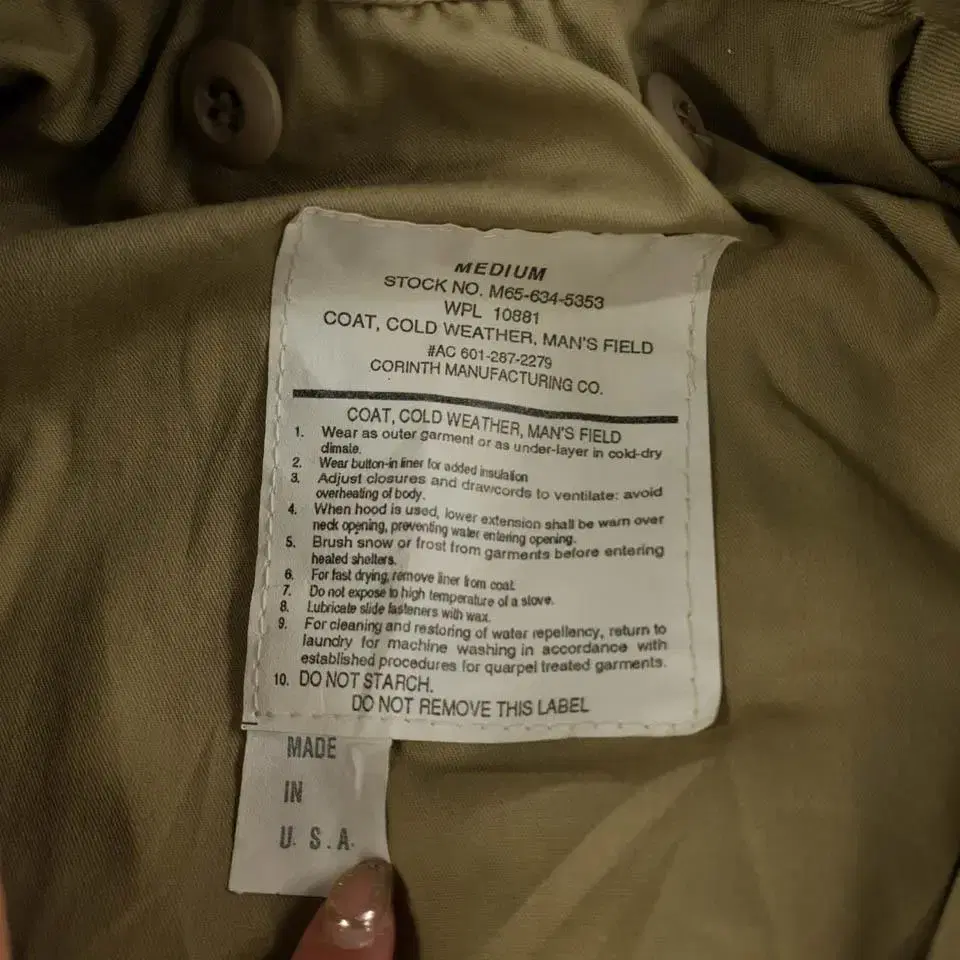 MEDIUM
STOCK NO. M65-634-5353
WPL 10881
COAT, COLD WEATHER, MAN'S FIELD
#AC 601-287-2279
CORINTH MANUFACTURING CO.
COAT, COLD WEATHER, MAN'S FIELD
1. Wear as outer garment or as under-layer in cold-dry
dimale.
2. Wear button-in liner for added insulation
3. Adjust closures and drawcords to ventilate: avoid
overheating of body.
4. When hood is used, lower extension shall be warn over
neck opening, preventing water entering opening.
5. Brush snow or frost from garments before entering
healed shellers.
6. For fast drying, remove liner from coat.
7. Do not expose to high temperature of a stove.
8. Lubricate slide fasteners with wax.
9. For cleaning and restoring of water repellency, return to
laundry for machine washing in accordance with
established procedures for quarpel treated garments.
10. DO NOT STARCH.
DO NOT REMOVE THIS LABEL
MADE
IN
U.S.A.